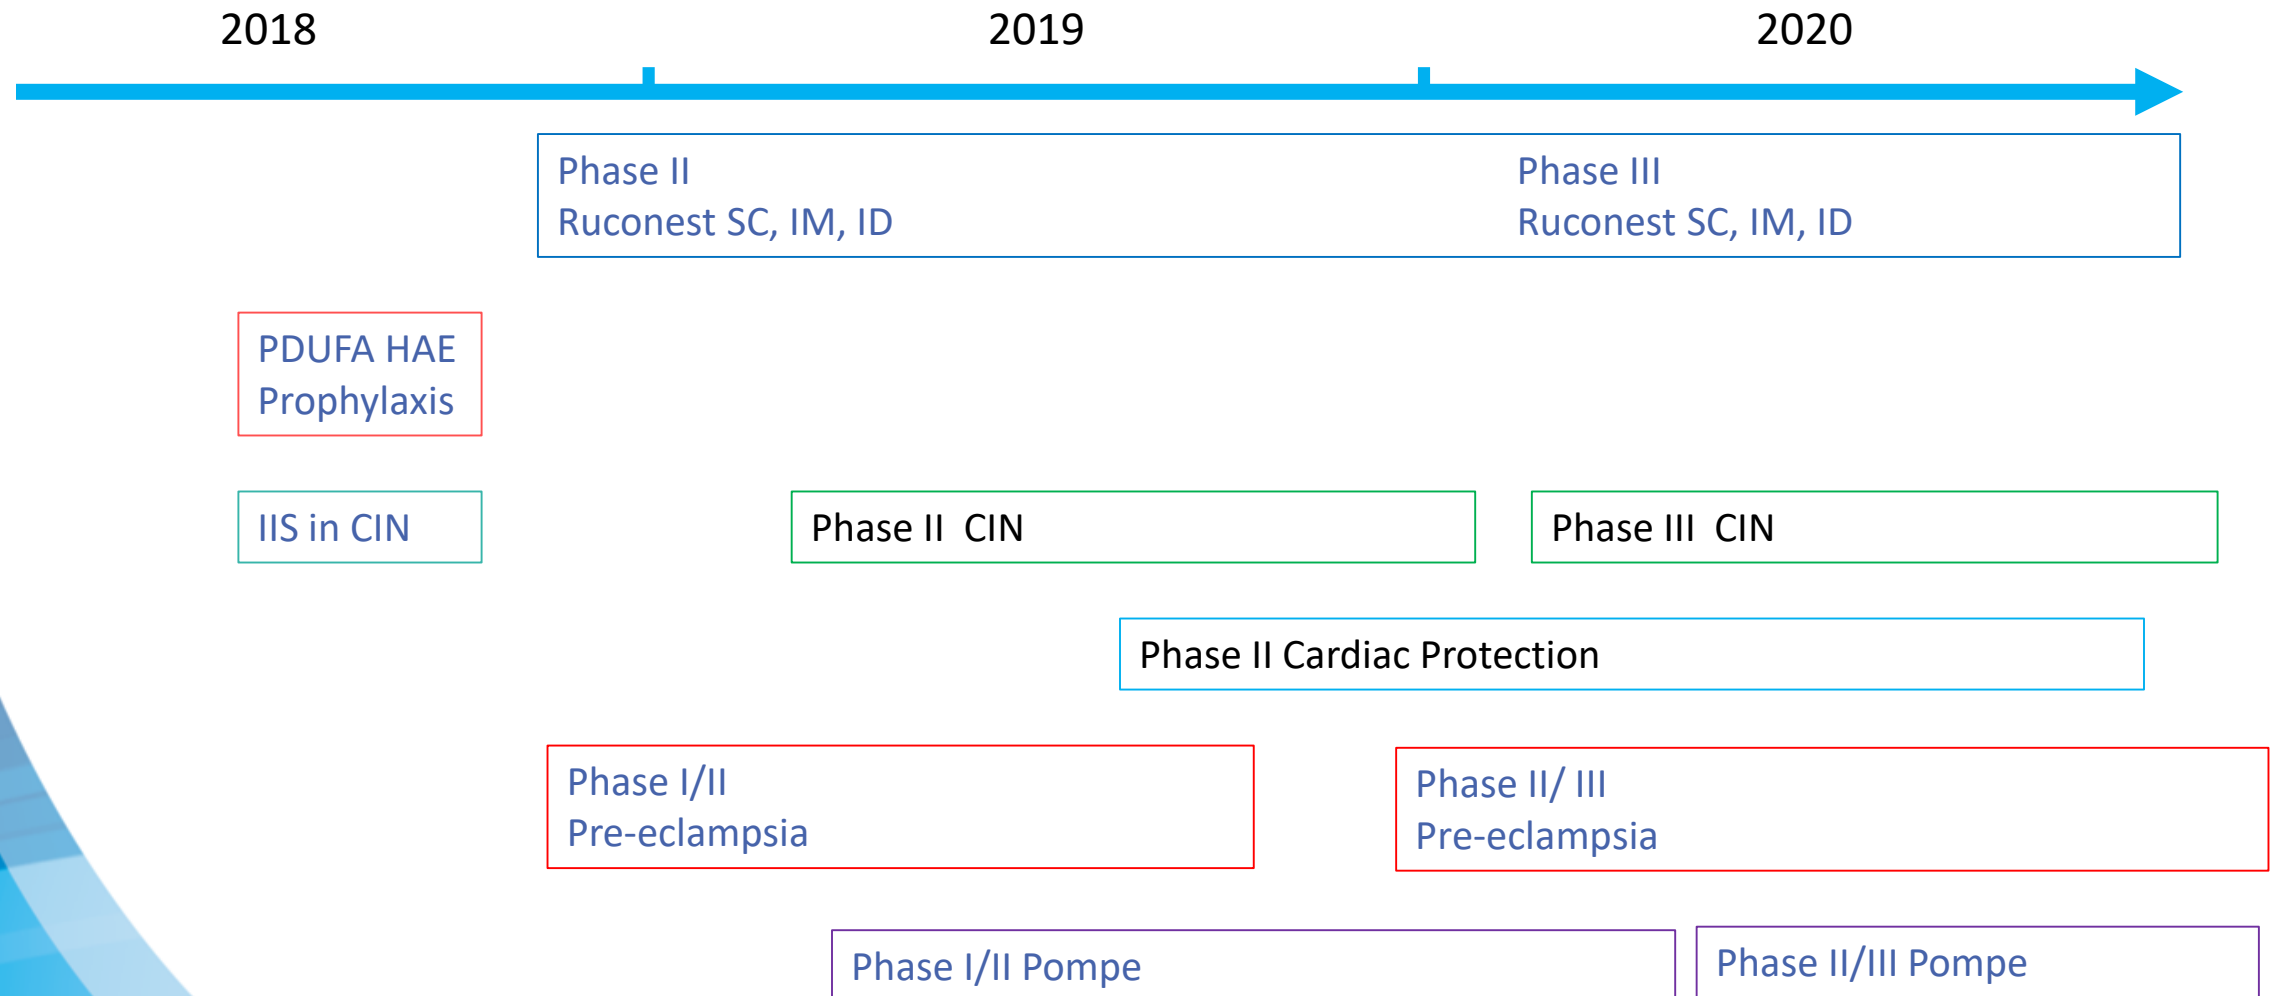 2018
2019
2020
Phase II
Ruconest SC, IM, ID
Phase III
Ruconest SC, IM, ID
PDUFA HAE
Prophylaxis
IIS in CIN
Phase II  CIN
Phase III  CIN
Phase II Cardiac Protection
Phase I/II
Pre-eclampsia
Phase II/ III
Pre-eclampsia
Phase I/II Pompe
Phase II/III Pompe